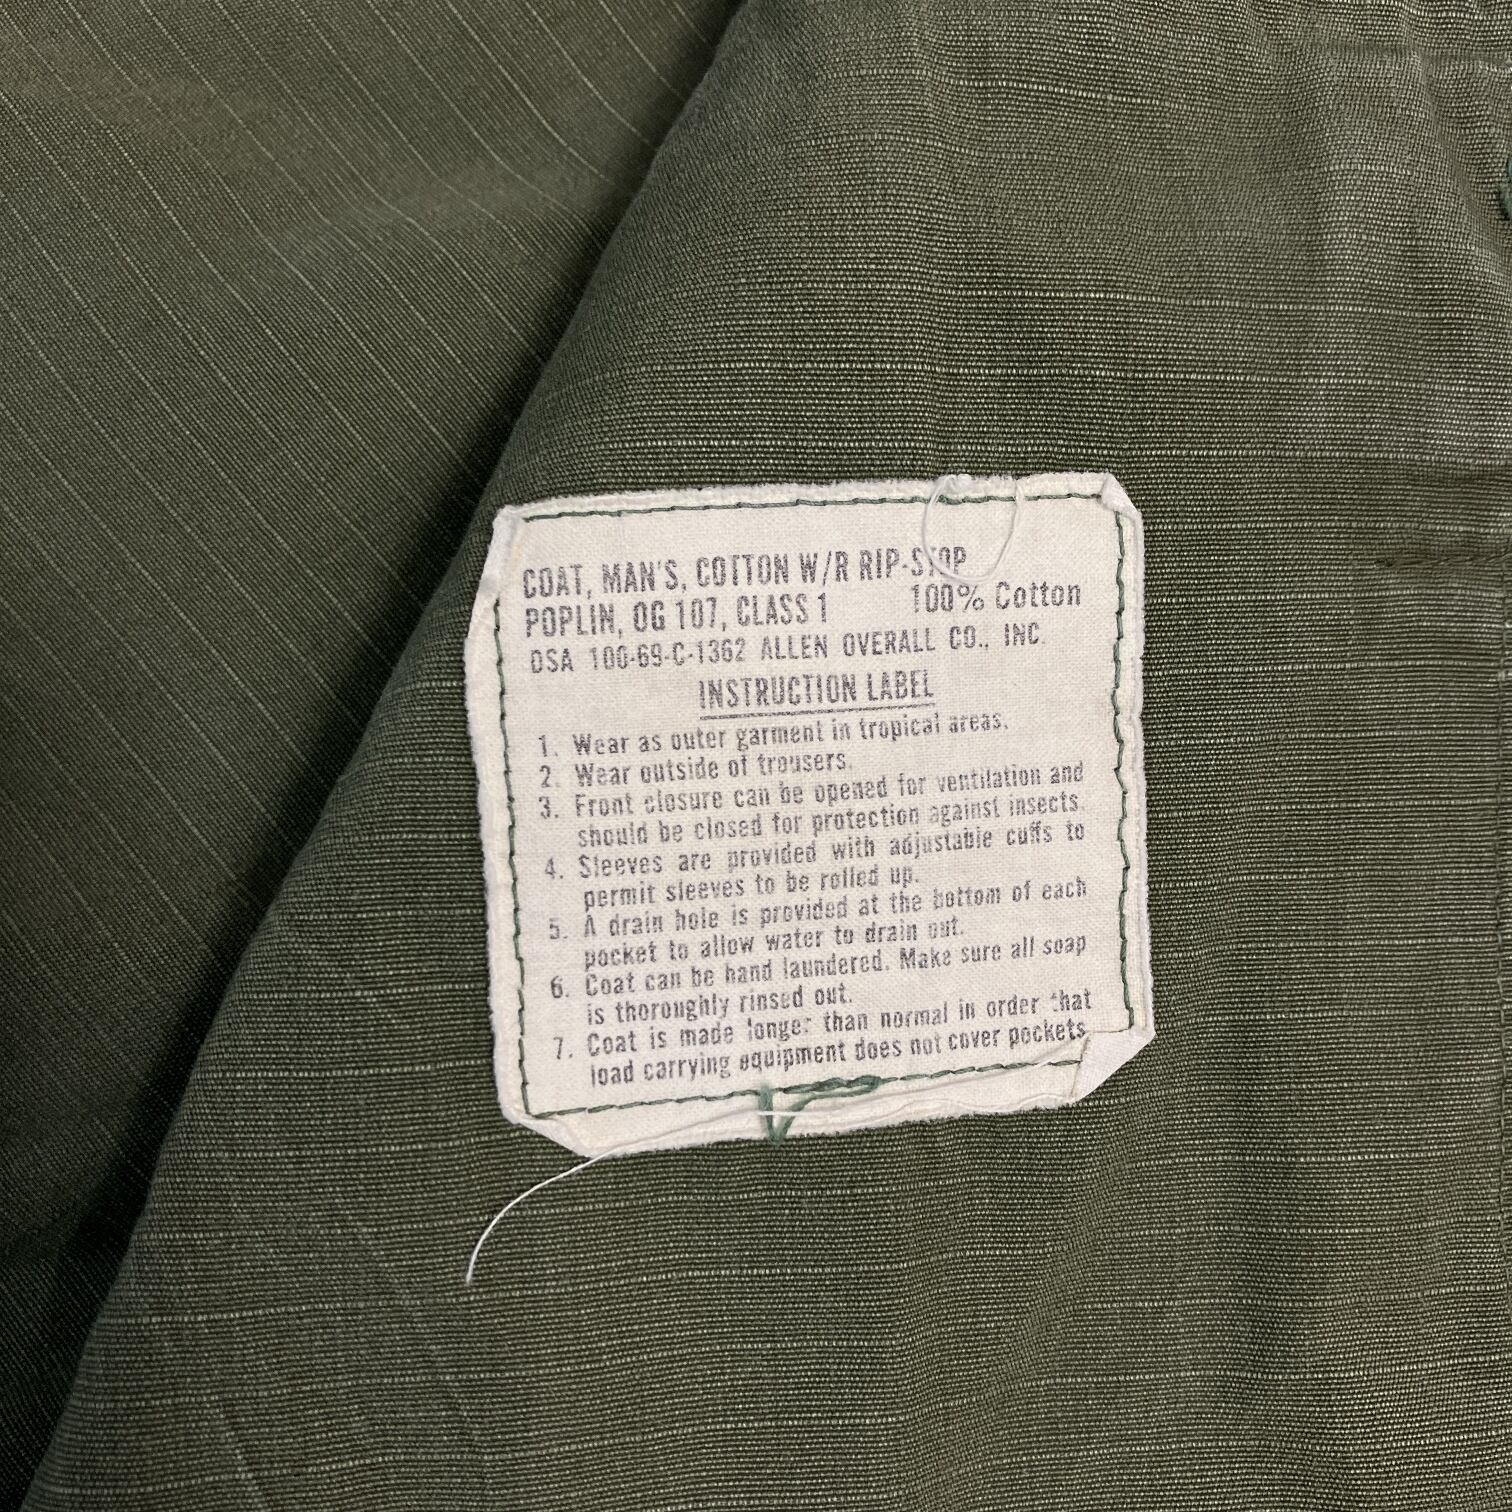 COAT, MAN'S, COTTON W/R RIP-STOP
POPLIN, OG 107, CLASS 1 100% Cotton
DSA 100-69-C-1362 ALLEN OVERALL CO., INC.
INSTRUCTION LABEL
1. Wear as outer garment in tropical areas.
2. Wear outside of trousers.
3. Front closure can be opened for ventilation and
should be closed for protection against insects.
4. Sleeves are provided with adjustable cuffs to
permit sleeves to be rolled up.
5. A drain hole is provided at the bottom of each
pocket to allow water to drain out.
6. Coat can be hand laundered. Make sure all soap
is thoroughly rinsed out.
7. Coat is made longer than normal in order that
load carrying equipment does not cover pockets.